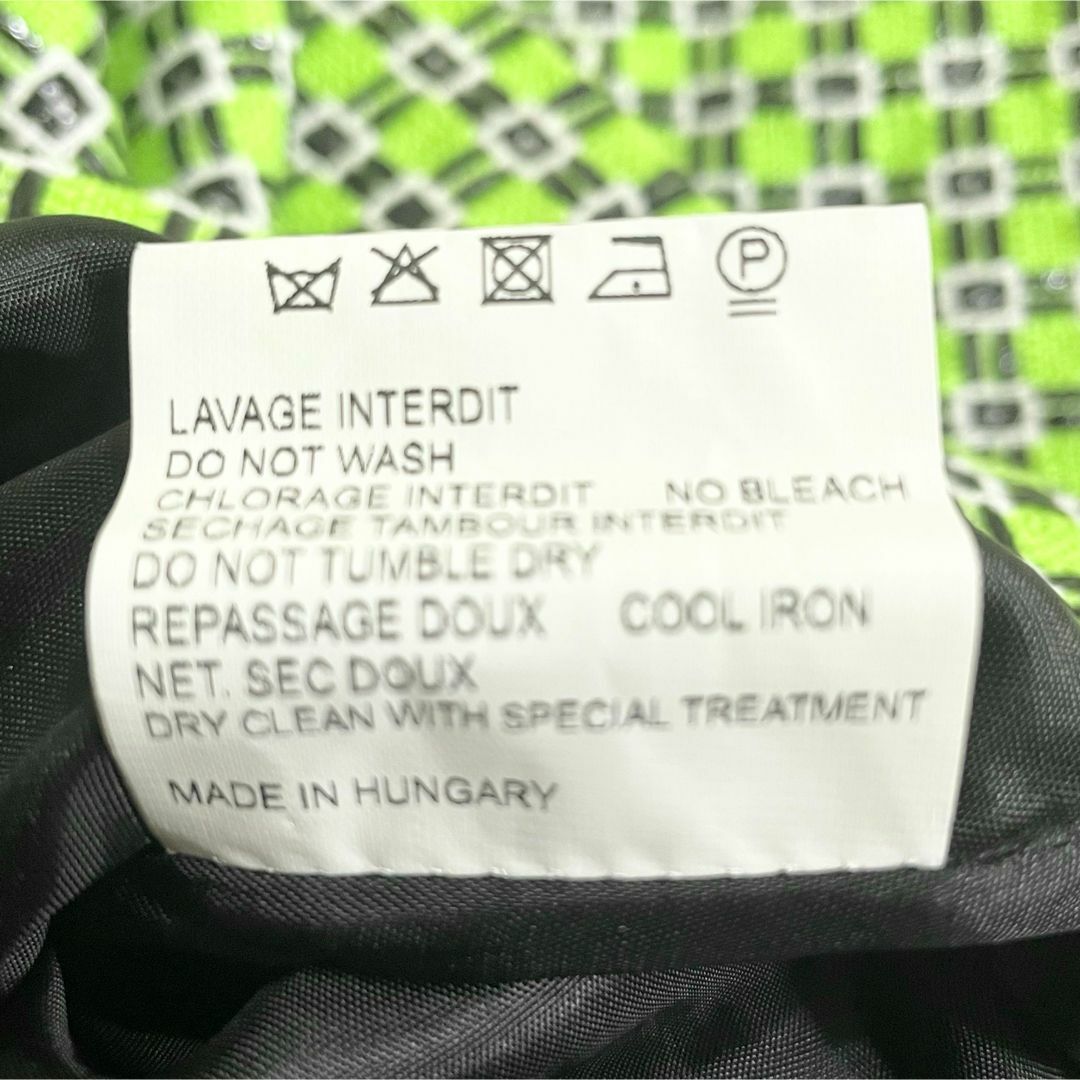 P
LAVAGE INTERDIT
DO NOT WASH
CHLORAGE INTERDIT NO BLEACH
SECHAGE TAMBOUR INTERDIT
DO NOT TUMBLE DRY
REPASSAGE DOUX COOL IRON
NET. SEC DOUX
DRY CLEAN WITH SPECIAL TREATMENT
MADE IN HUNGARY